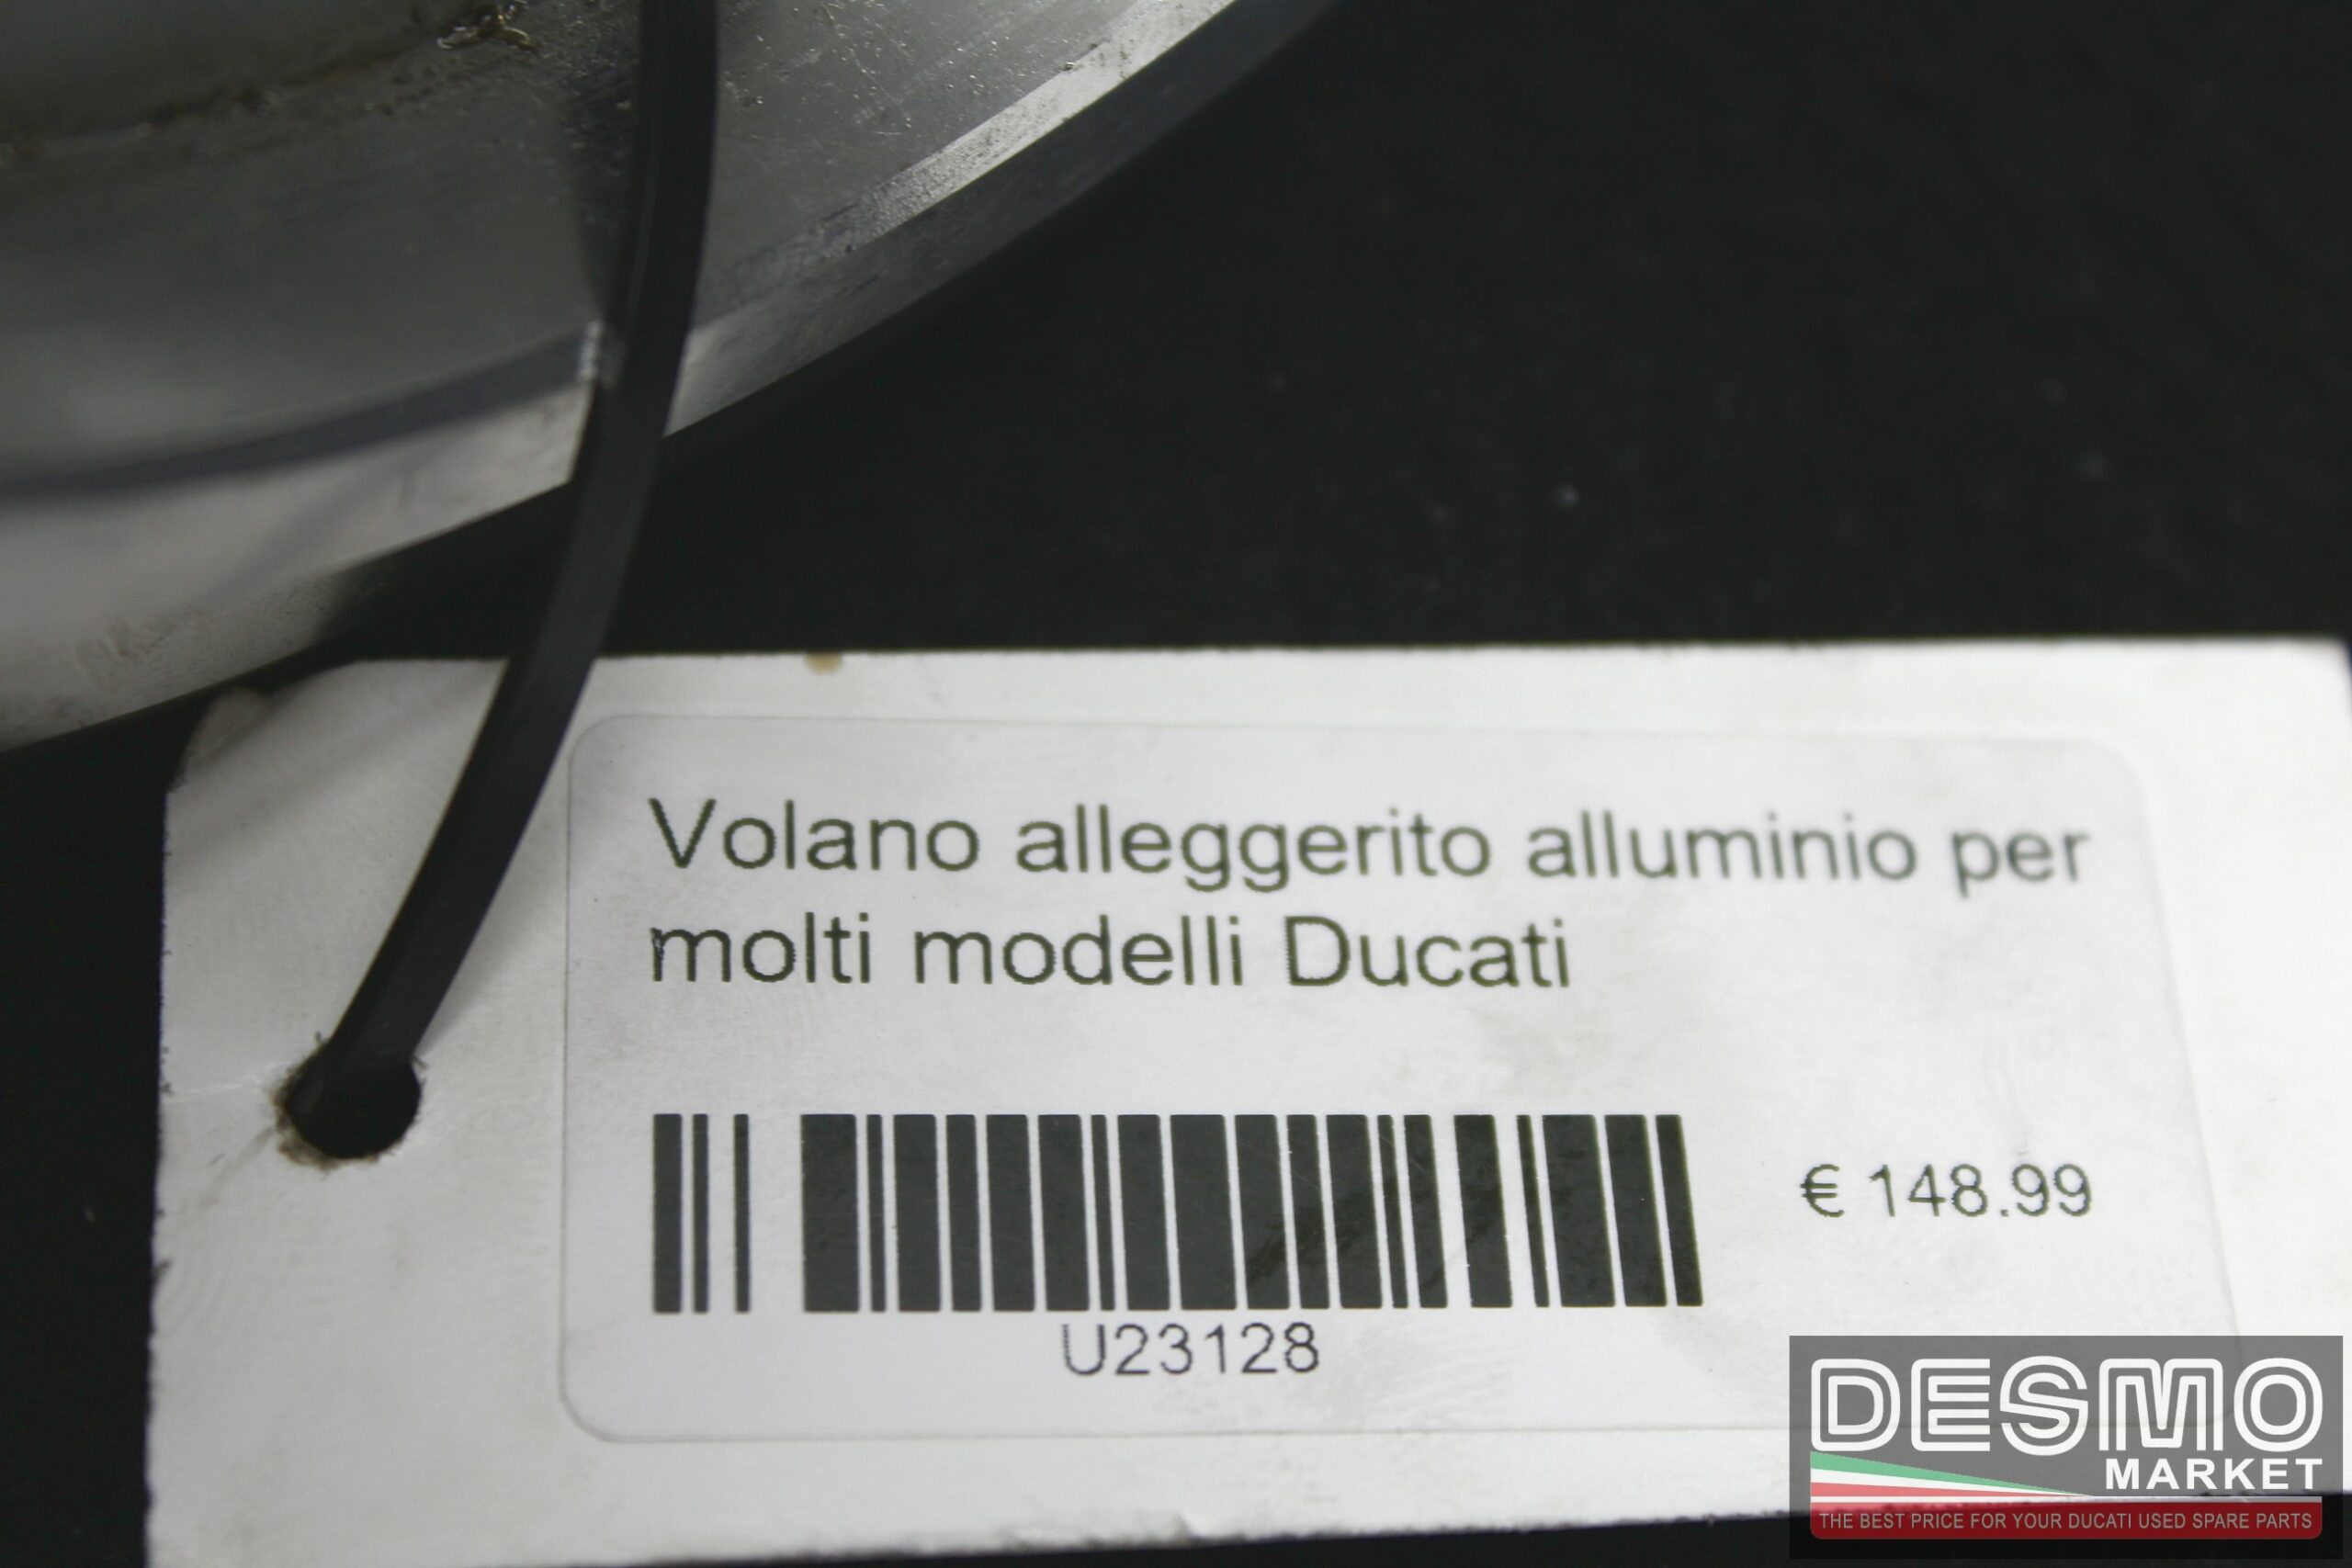 Volano alleggerito alluminio per
molti modelli Ducati
€ 148.99
U23128
DESMO
MARKET
THE BEST PRICE FOR YOUR DUCATI USED SPARE PARTS